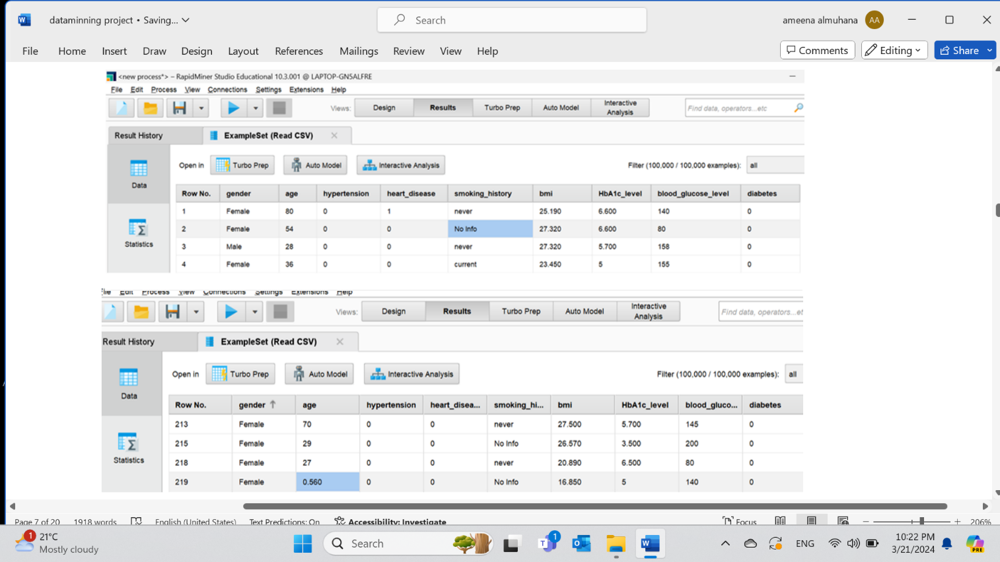 dataminning project • Saving...
Search
ameena almuhana
AA
File Home Insert Draw Design Layout References Mailings Review View Help
Comments Editing Share
<new process*> – RapidMiner Studio Educational 10.3.001 @ LAPTOP-GN5ALFRE
File Edit Process View Connections Settings Extensions Help
Views: Design Results Turbo Prep Auto Model Interactive Analysis
Find data, operators...etc
Result History ExampleSet (Read CSV)
Open in Turbo Prep Auto Model Interactive Analysis Filter (100,000 / 100,000 examples): all
Data
Statistics
Row No. gender age hypertension heart_disease smoking_history bmi HbA1c_level blood_glucose_level diabetes
1 Female 80 0 1 never 25.190 6.600 140 0
2 Female 54 0 0 No Info 27.320 6.600 80 0
3 Male 28 0 0 never 27.320 5.700 158 0
4 Female 36 0 0 current 23.450 5 155 0
File Edit Process View Connections Settings Extensions Help
Views: Design Results Turbo Prep Auto Model Interactive Analysis
Find data, operators...et
Result History ExampleSet (Read CSV)
Open in Turbo Prep Auto Model Interactive Analysis Filter (100,000 / 100,000 examples): all
Data
Statistics
Row No. gender age hypertension heart_disea... smoking_hi... bmi HbA1c_level blood_gluco... diabetes
213 Female 70 0 0 never 27.500 5.700 145 0
215 Female 29 0 0 No Info 26.570 3.500 200 0
218 Female 27 0 0 never 20.890 6.500 80 0
219 Female 0.560 0 0 No Info 16.850 5 140 0
Page 7 of 20 1918 words English (United States) Text Predictions: On Accessibility: Investigate Focus 206%
1
21°C
Mostly cloudy
Search
1
ENG
10:22 PM
3/21/2024
PRE